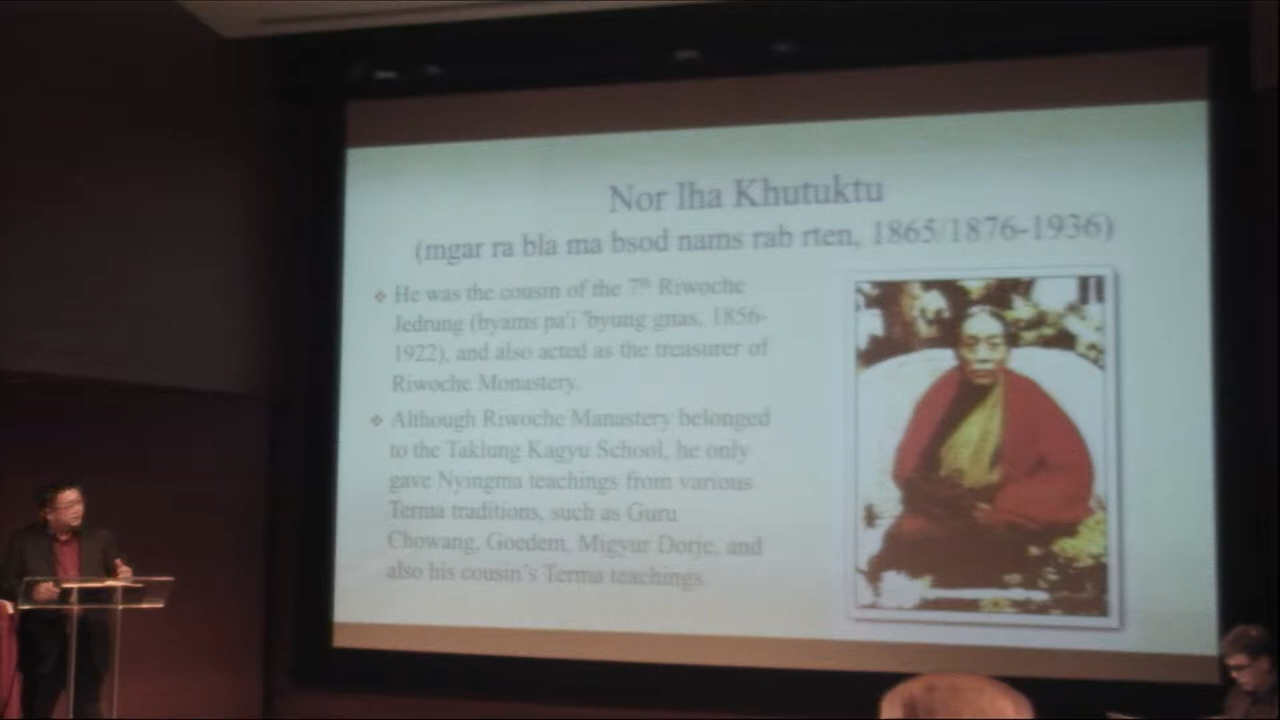 Nor lha Khutuktu
(mgar ra bla ma bsod nams rab rten, 1865/1876-1936)
❖ He was the cousin of the 7th Riwoche
Jedrung (byams pa'i 'byung gnas, 1856-
1922), and also acted as the treasurer of
Riwoche Monastery.
❖ Although Riwoche Manastery belonged
to the Taklung Kagyu School, he only
gave Nyingma teachings from various
Terma traditions, such as Guru
Chowang, Goedem, Migyur Dorje, and
also his cousin's Terma teachings.